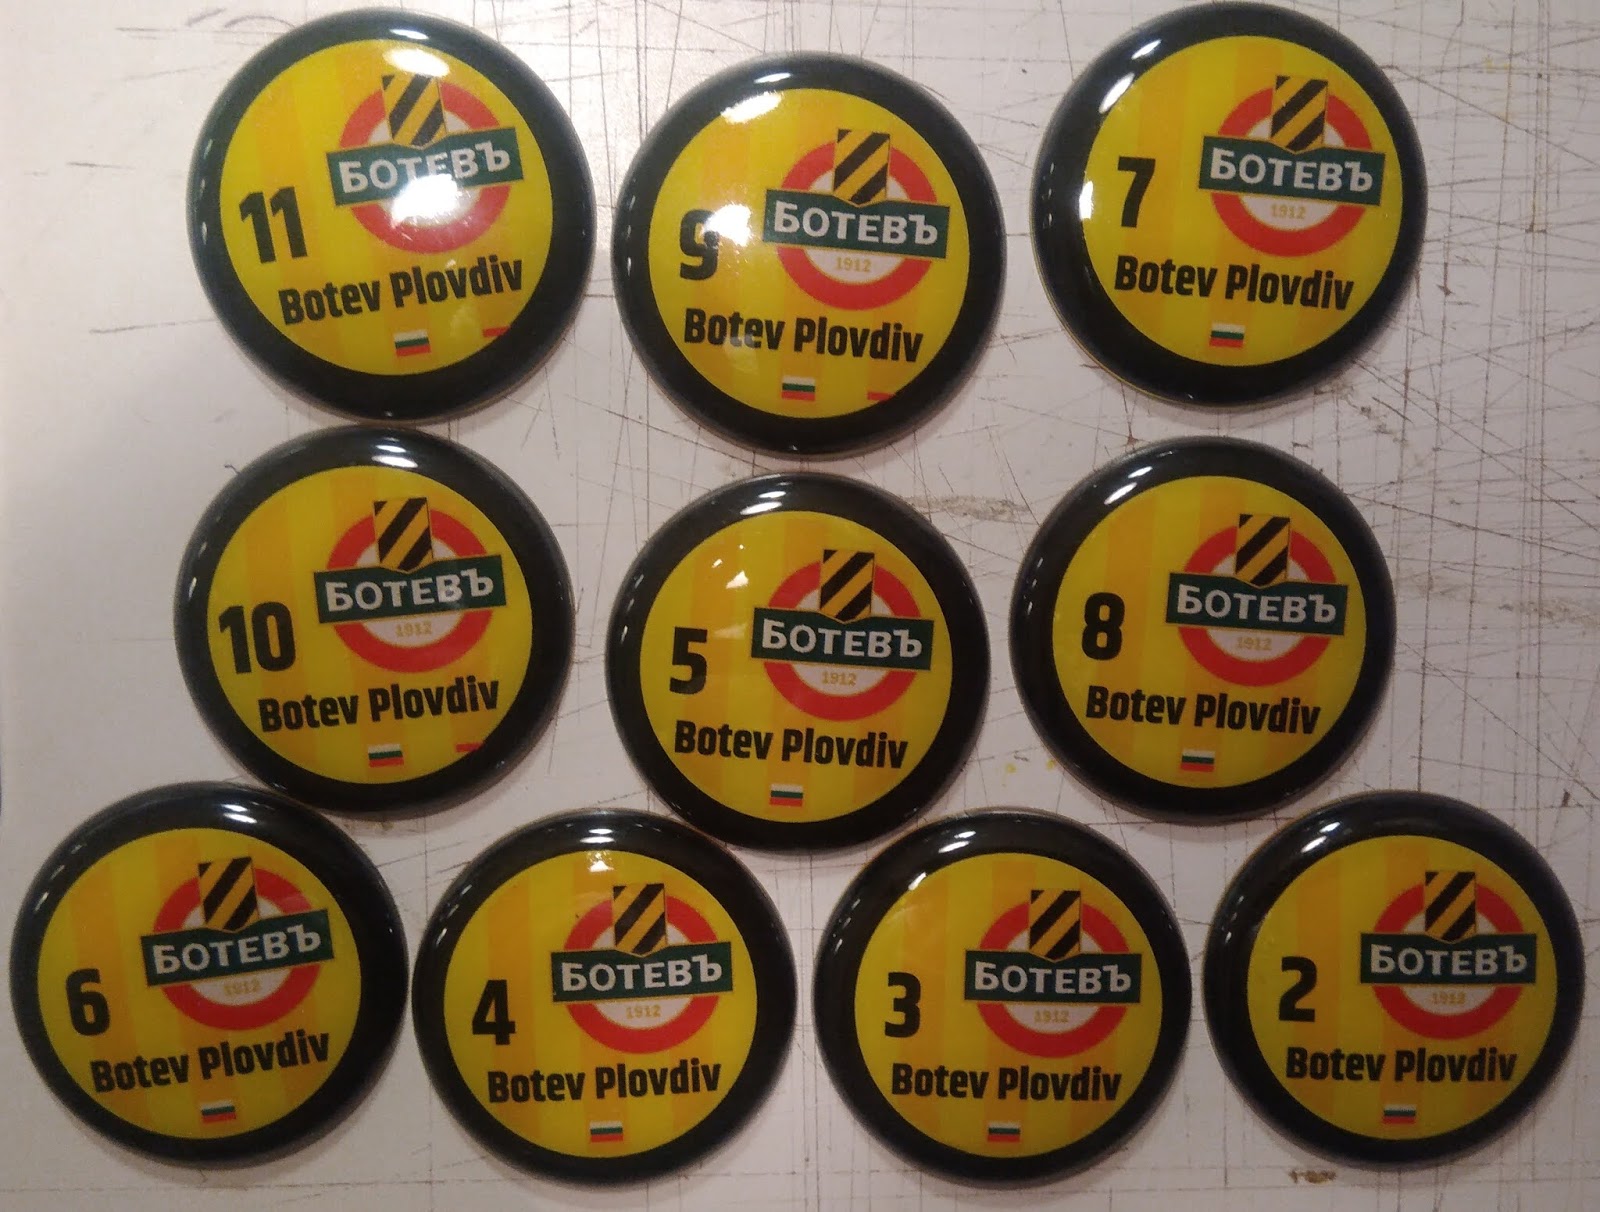 11
БОТЕВЪ
Botev Plovdiv
9
БОТЕВЪ
1912
Botev Plovdiv
7
БОТЕВЪ
1912
Botev Plovdiv
10
БОТЕВЪ
1912
Botev Plovdiv
5
БОТЕВЪ
1912
Botev Plovdiv
8
БОТЕВЪ
1912
Botev Plovdiv
6
БОТЕВЪ
1912
Botev Plovdiv
4
БОТЕВЪ
1912
Botev Plovdiv
3
БОТЕВЪ
1912
Botev Plovdiv
2
БОТЕВЪ
1912
Botev Plovdiv